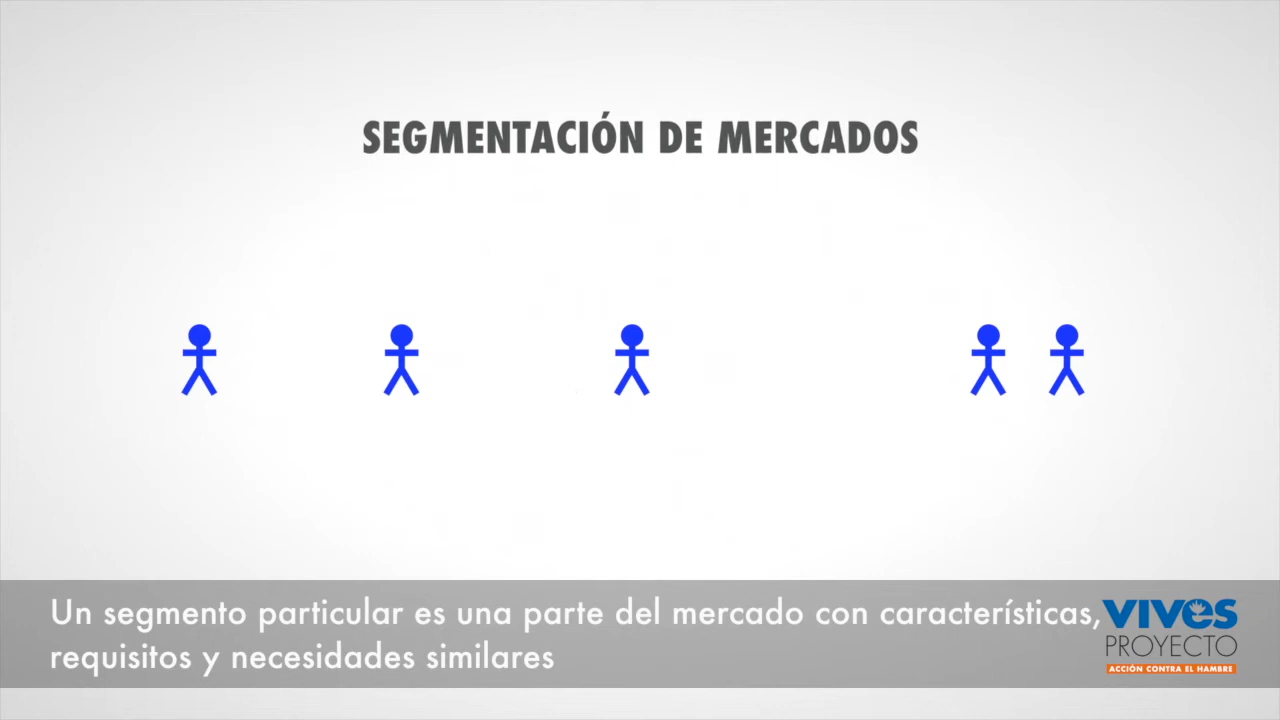 SEGMENTACIÓN DE MERCADOS
Un segmento particular es una parte del mercado con características,
requisitos y necesidades similares
VIVES
PROYECTO
ACCIÓN CONTRA EL HAMBRE